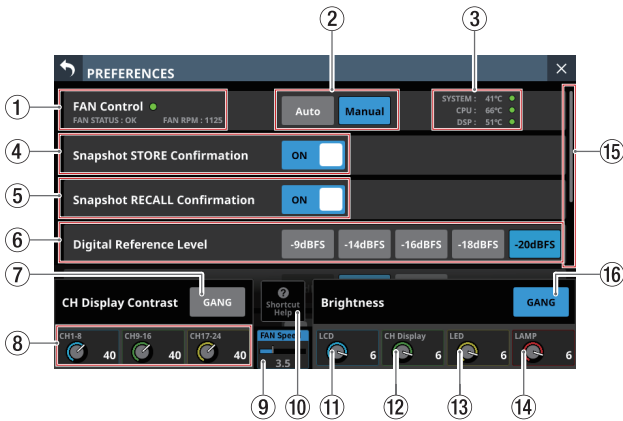 ② ③
PREFERENCES
① FAN Control
FAN STATUS : OK FAN RPM : 1125
Auto Manual
SYSTEM : 41℃
CPU : 66℃
DSP : 51℃
④ Snapshot STORE Confirmation ON
⑮
⑤ Snapshot RECALL Confirmation ON
⑥ Digital Reference Level -9dBFS -14dBFS -16dBFS -18dBFS -20dBFS
⑦ ⑯
CH Display Contrast GANG
?
Shortcut
Help
Brightness GANG
⑧ CH1-8 CH9-16 CH17-24
40 40 40
FAN Speed
3.5
LCD CH Display LED LAMP
6 6 6 6
⑨ ⑩ ⑪ ⑫ ⑬ ⑭